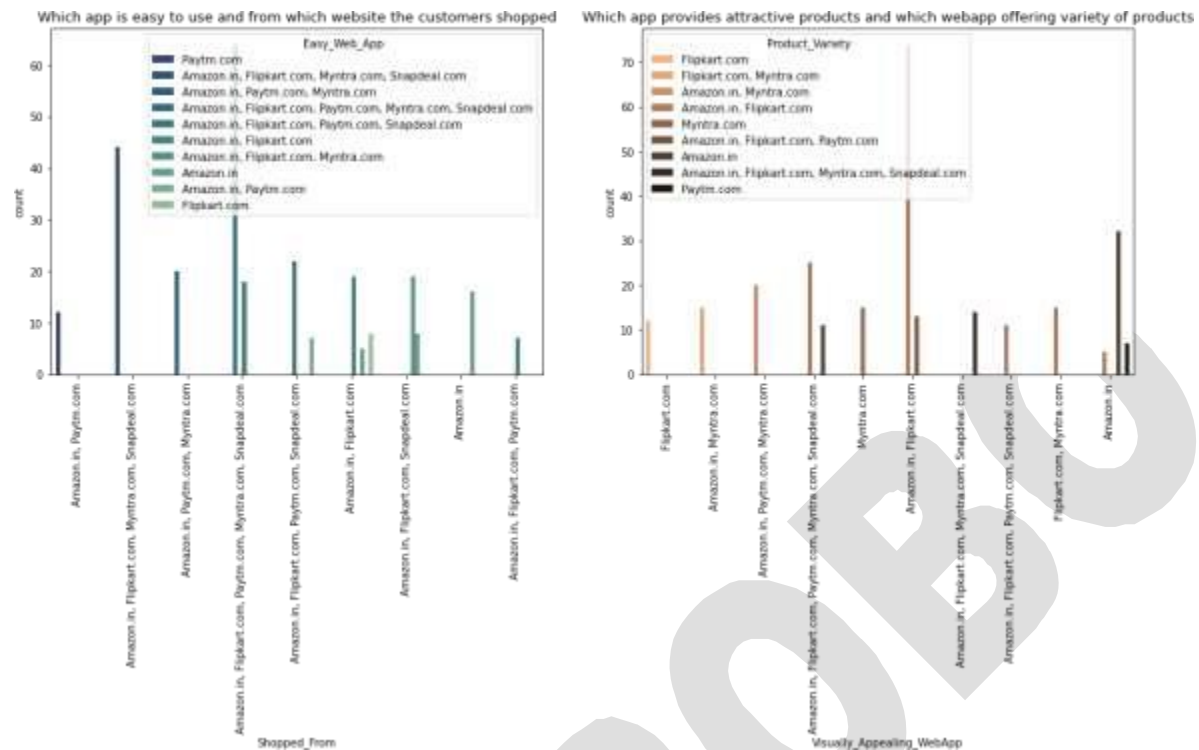 Which app is easy to use and from which website the customers shopped
Easy_Web_App
Paytm.com
Amazon.in, Flipkart.com, Myntra.com, Snapdeal.com
Amazon.in, Paytm.com, Myntra.com
Amazon.in, Flipkart.com, Paytm.com, Myntra.com, Snapdeal.com
Amazon.in, Flipkart.com, Paytm.com, Snapdeal.com
Amazon.in, Flipkart.com
Amazon.in, Flipkart.com, Myntra.com
Amazon.in
Amazon.in, Paytm.com
Flipkart.com
60
50
40
30
20
10
0
count
Amazon.in, Paytm.com
Amazon.in, Flipkart.com, Myntra.com, Snapdeal.com
Amazon.in, Paytm.com, Myntra.com
Amazon.in, Flipkart.com, Paytm.com, Myntra.com, Snapdeal.com
Amazon.in, Flipkart.com, Paytm.com, Snapdeal.com
Amazon.in, Flipkart.com
Amazon.in, Flipkart.com, Snapdeal.com
Amazon.in
Amazon.in, Flipkart.com, Paytm.com
Shopped_From
Which app provides attractive products and which webapp offering variety of products
Product_Variety
Flipkart.com
Flipkart.com, Myntra.com
Amazon.in, Myntra.com
Amazon.in, Flipkart.com
Myntra.com
Amazon.in, Flipkart.com, Paytm.com
Amazon.in
Amazon.in, Flipkart.com, Myntra.com, Snapdeal.com
Paytm.com
70
60
50
40
30
20
10
0
count
Flipkart.com
Amazon.in, Myntra.com
Amazon.in, Paytm.com, Myntra.com
Amazon.in, Flipkart.com, Paytm.com, Myntra.com, Snapdeal.com
Myntra.com
Amazon.in, Flipkart.com
Amazon.in, Flipkart.com, Myntra.com, Snapdeal.com
Amazon.in, Flipkart.com, Paytm.com, Snapdeal.com
Flipkart.com, Myntra.com
Amazon.in
Visually_Appealing_WebApp